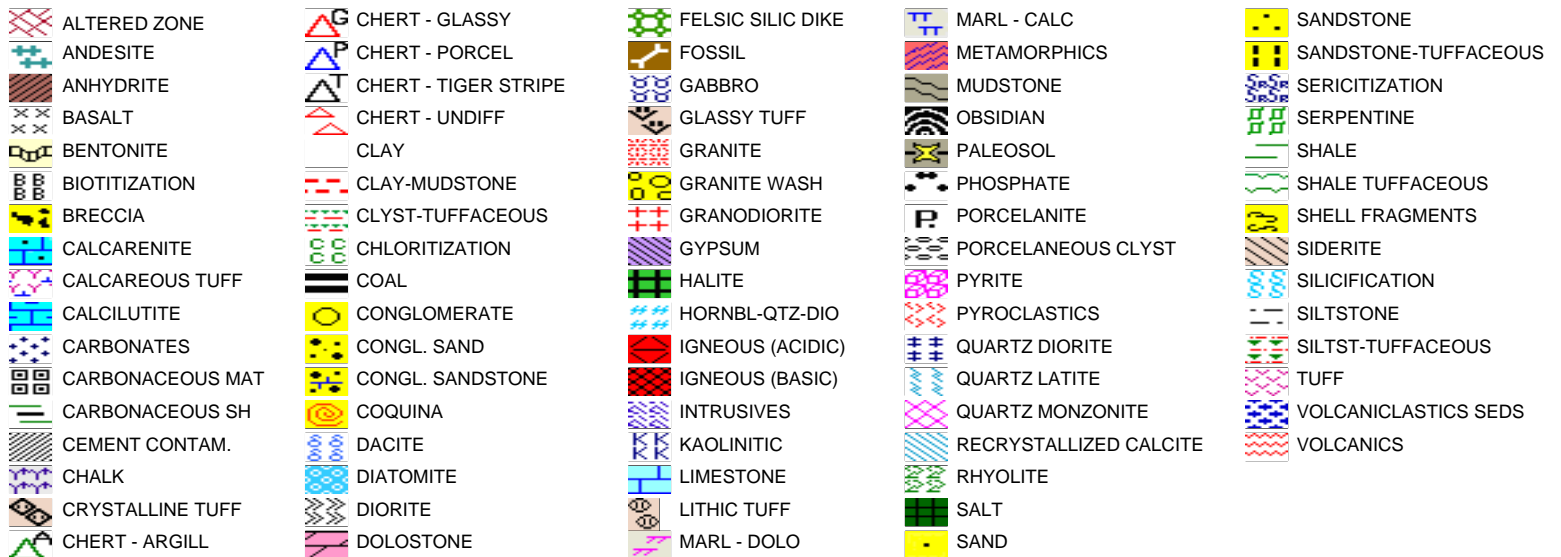 ALTERED ZONE
ANDESITE
ANHYDRITE
BASALT
BENTONITE
BIOTITIZATION
BRECCIA
CALCARENITE
CALCAREOUS TUFF
CALCILUTITE
CARBONATES
CARBONACEOUS MAT
CARBONACEOUS SH
CEMENT CONTAM.
CHALK
CRYSTALLINE TUFF
CHERT - ARGILL
CHERT - GLASSY
CHERT - PORCEL
CHERT - TIGER STRIPE
CHERT - UNDIFF
CLAY
CLAY-MUDSTONE
CLYST-TUFFACEOUS
CHLORITIZATION
COAL
CONGLOMERATE
CONGL. SAND
CONGL. SANDSTONE
COQUINA
DACITE
DIATOMITE
DIORITE
DOLOSTONE
FELSIC SILIC DIKE
FOSSIL
GABBRO
GLASSY TUFF
GRANITE
GRANITE WASH
GRANODIORITE
GYPSUM
HALITE
HORNBL-QTZ-DIO
IGNEOUS (ACIDIC)
IGNEOUS (BASIC)
INTRUSIVES
KAOLINITIC
LIMESTONE
LITHIC TUFF
MARL - DOLO
MARL - CALC
METAMORPHICS
MUDSTONE
OBSIDIAN
PALEOSOL
PHOSPHATE
PORCELANITE
PORCELANEOUS CLYST
PYRITE
PYROCLASTICS
QUARTZ DIORITE
QUARTZ LATITE
QUARTZ MONZONITE
RECRYSTALLIZED CALCITE
RHYOLITE
SALT
SAND
SANDSTONE
SANDSTONE-TUFFACEOUS
SERICITIZATION
SERPENTINE
SHALE
SHALE TUFFACEOUS
SHELL FRAGMENTS
SIDERITE
SILICIFICATION
SILTSTONE
SILTST-TUFFACEOUS
TUFF
VOLCANICLASTICS SEDS
VOLCANICS